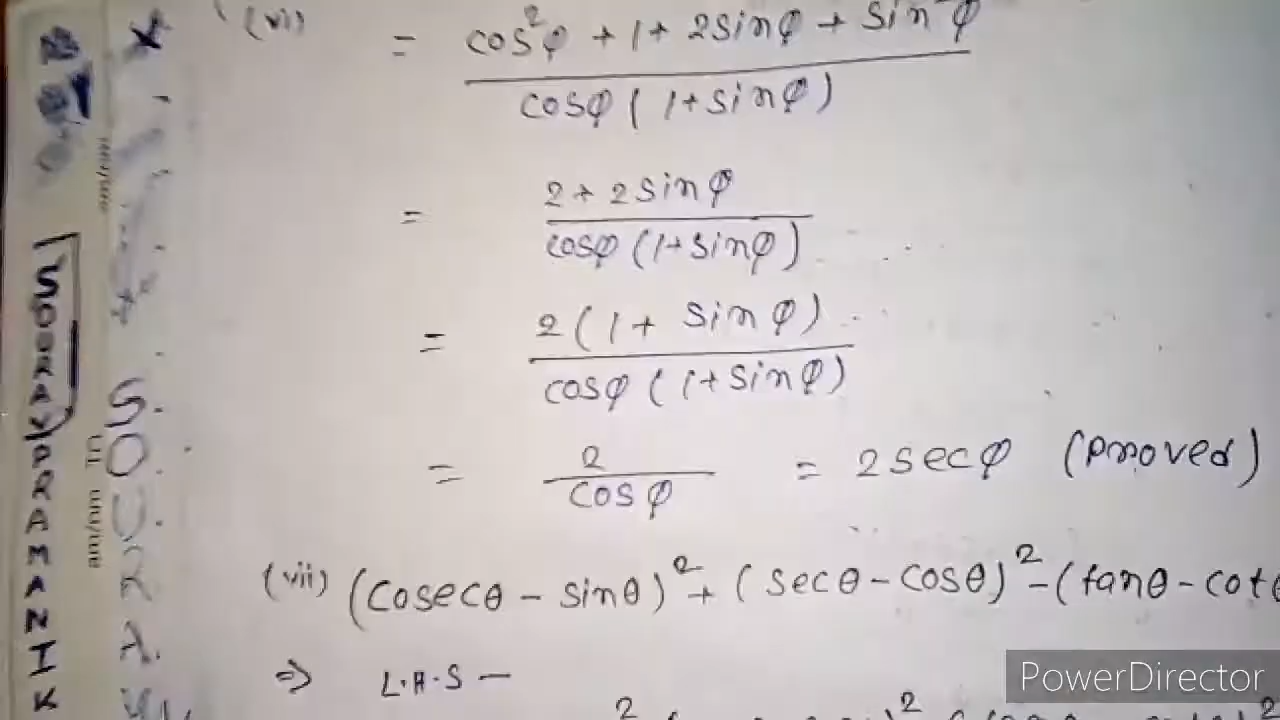 (vi) = cos²φ + 1 + 2sinφ + sin²φ / cosφ(1+sinφ)
= 2 + 2sinφ / cosφ(1+sinφ)
= 2(1 + sinφ) / cosφ(1+sinφ)
= 2 / cosφ = 2secφ (proved)
(vii) (cosecθ - sinθ)² + (secθ - cosθ)² - (tanθ - cotθ
⇒ L.H.S —
SOURAV PRAMANIK
PowerDirector